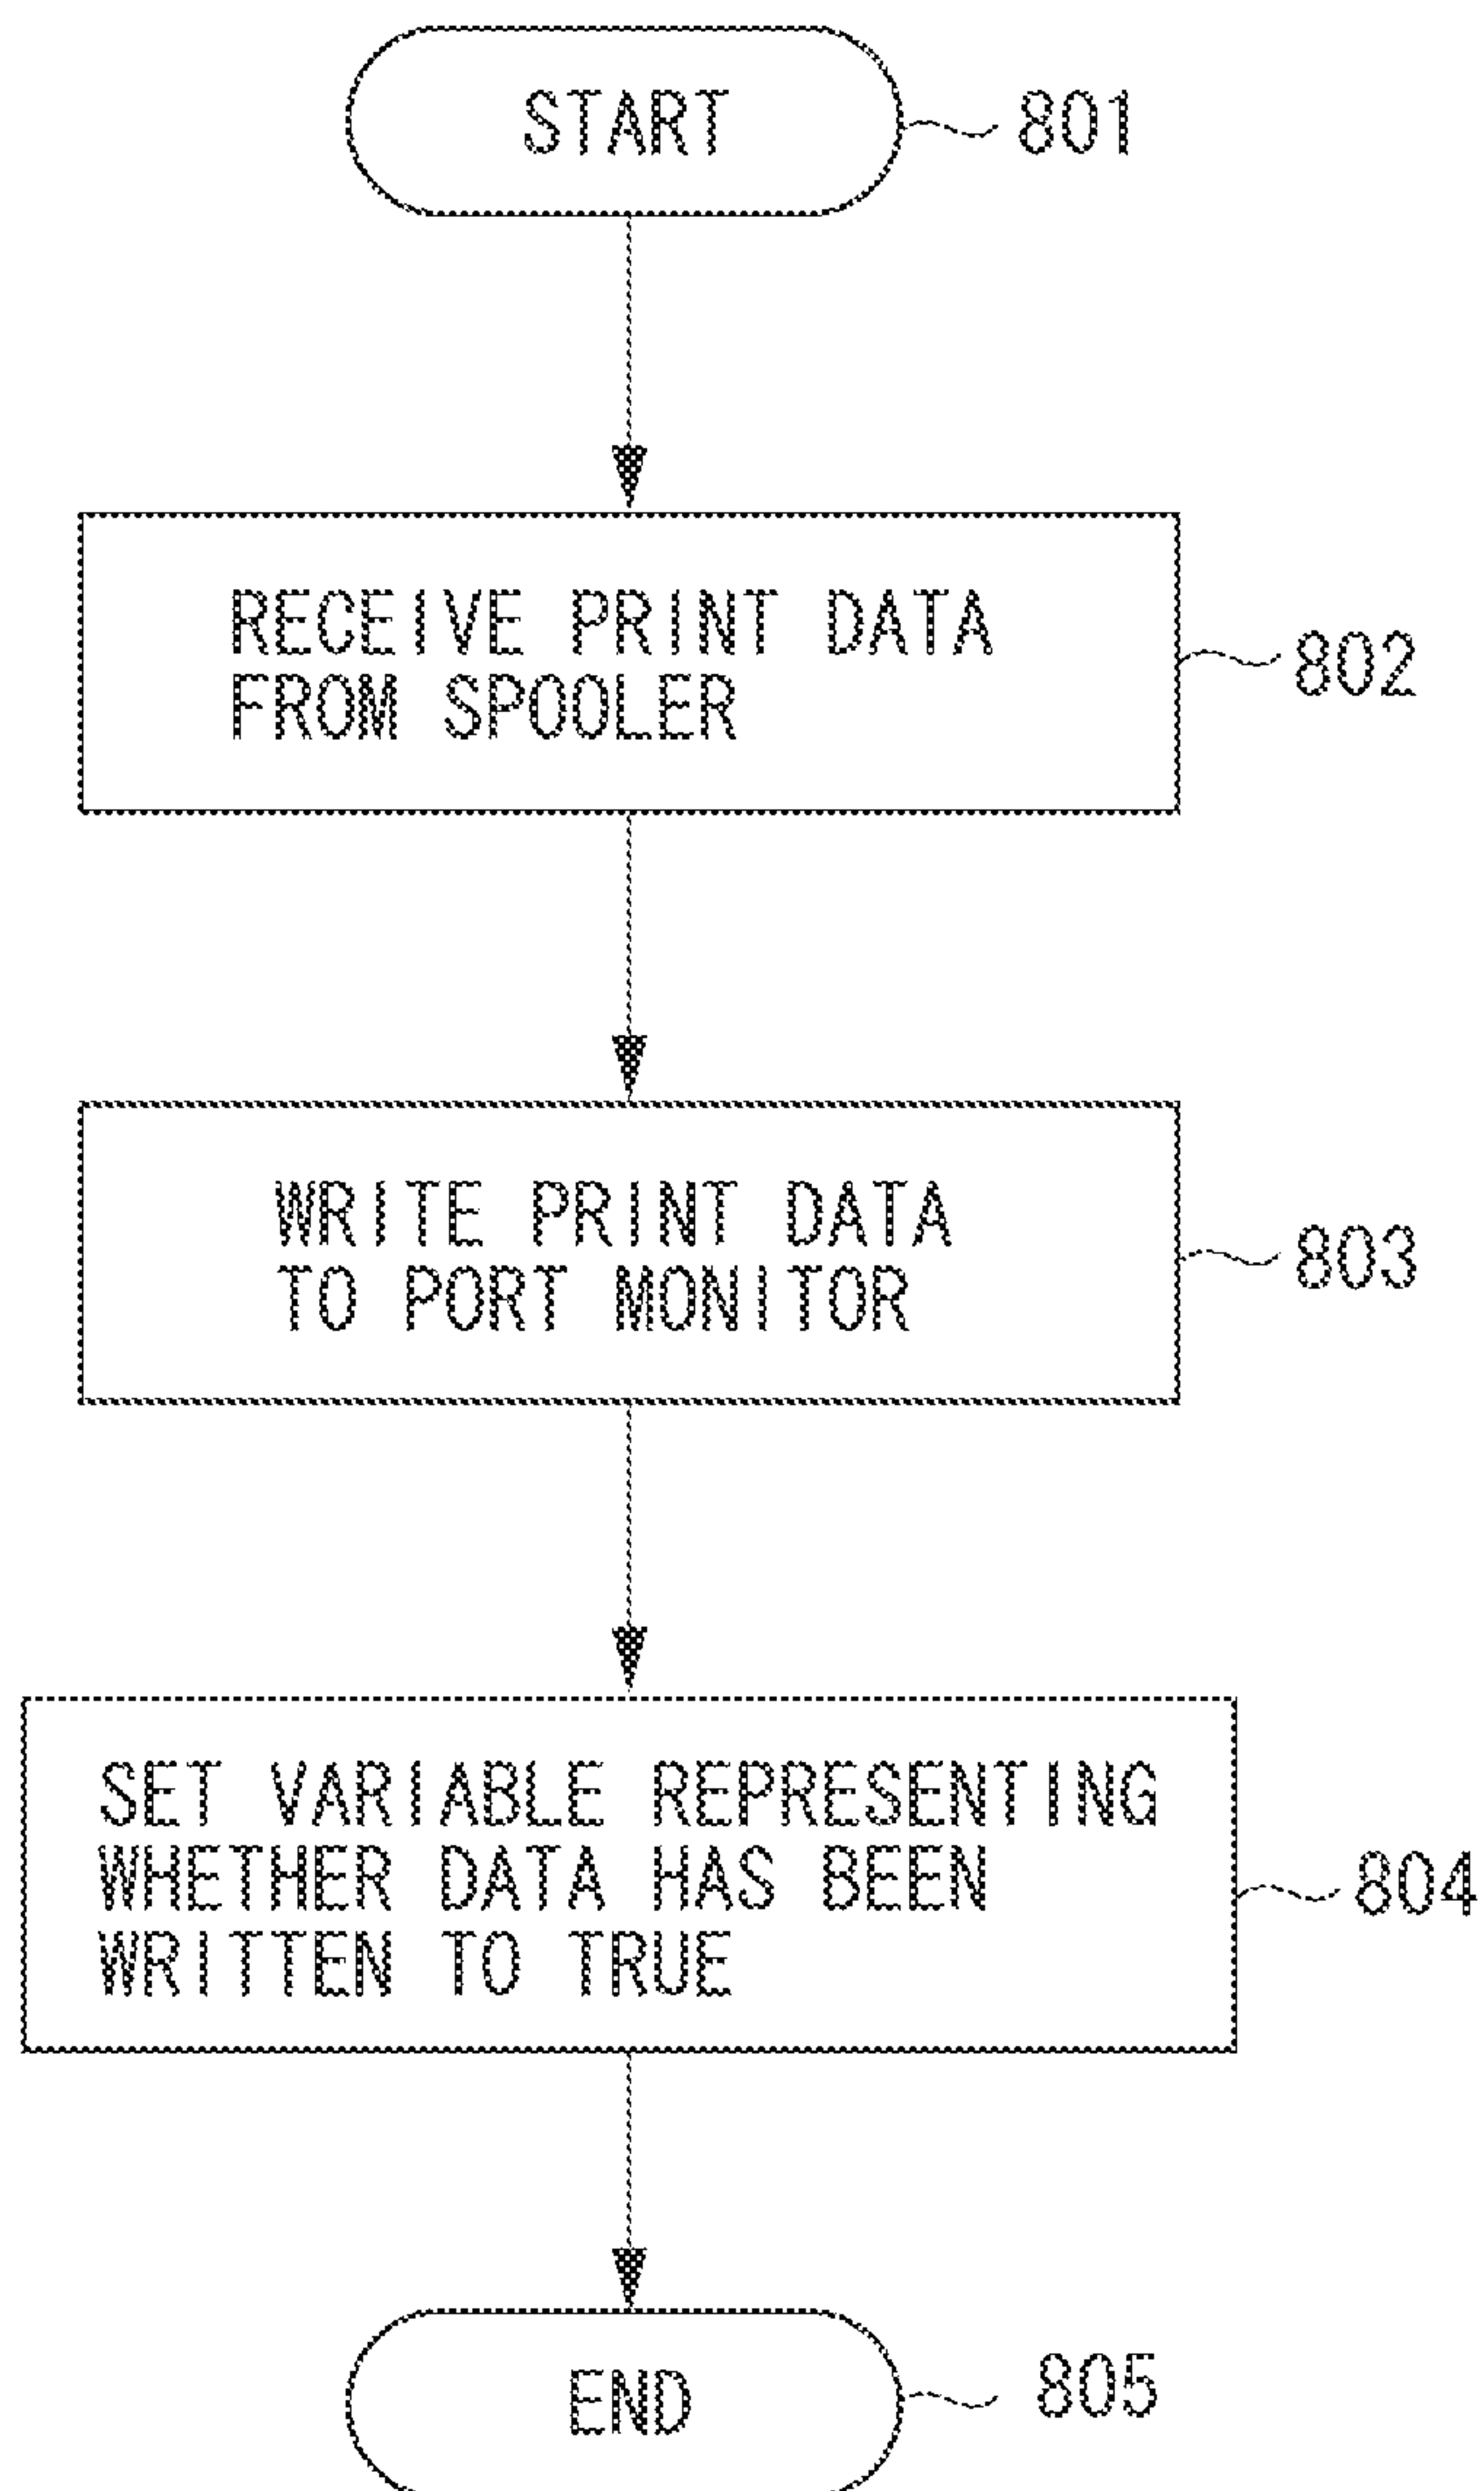 START
801
RECEIVE PRINT DATA
FROM SPOOLER
802
WRITE PRINT DATA
TO PORT MONITOR
803
SET VARIABLE REPRESENTING
WHETHER DATA HAS BEEN
WRITTEN TO TRUE
804
END
805